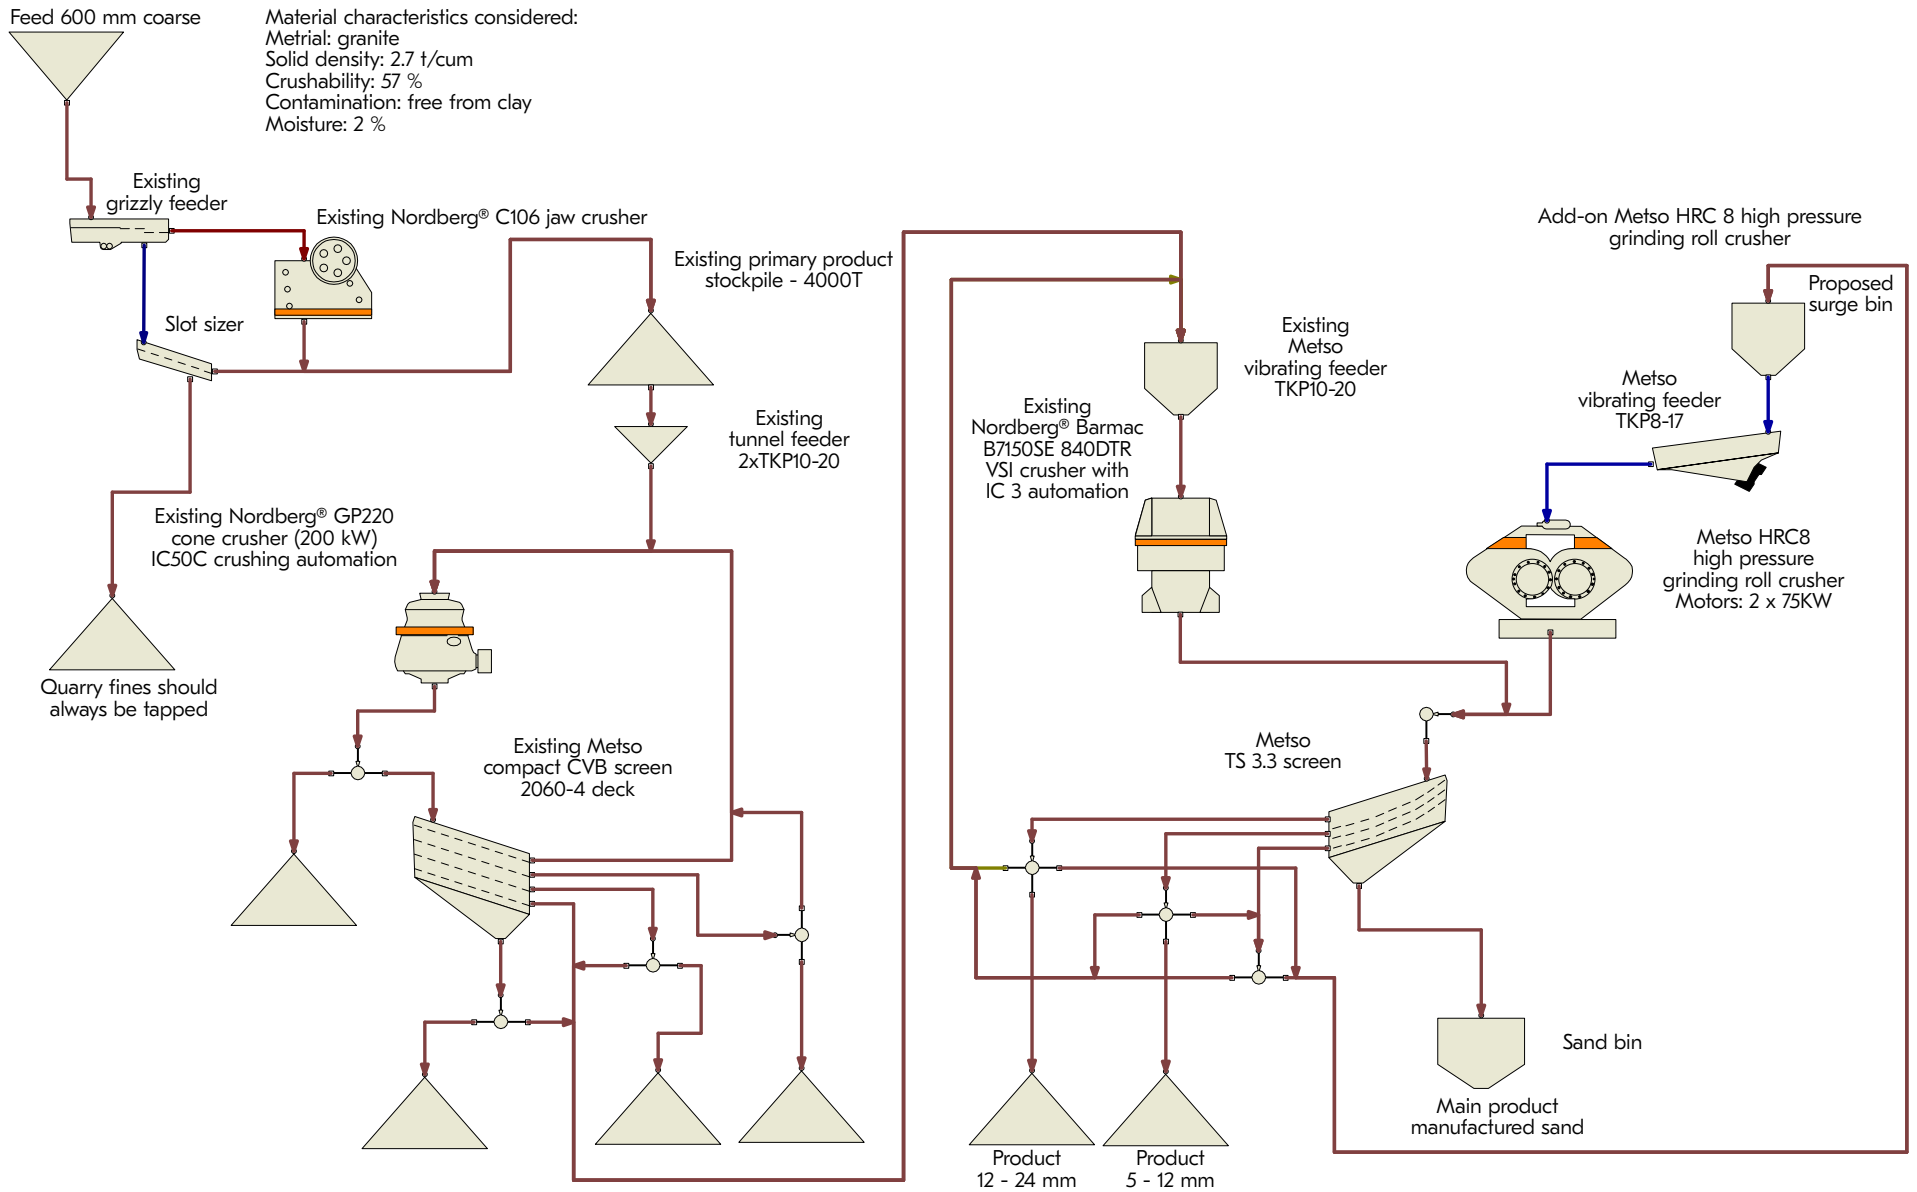 Feed 600 mm coarse
Material characteristics considered:
Metrial: granite
Solid density: 2.7 t/cum
Crushability: 57 %
Contamination: free from clay
Moisture: 2 %
Existing
grizzly feeder
Existing Nordberg® C106 jaw crusher
Slot sizer
Existing primary product
stockpile - 4000T
Existing
tunnel feeder
2xTKP10-20
Existing Nordberg® GP220
cone crusher (200 kW)
IC50C crushing automation
Quarry fines should
always be tapped
Existing Metso
compact CVB screen
2060-4 deck
Existing
Metso
vibrating feeder
TKP10-20
Existing
Nordberg® Barmac
B7150SE 840DTR
VSI crusher with
IC 3 automation
Add-on Metso HRC 8 high pressure
grinding roll crusher
Proposed
surge bin
Metso
vibrating feeder
TKP8-17
Metso HRC8
high pressure
grinding roll crusher
Motors: 2 x 75KW
Metso
TS 3.3 screen
Sand bin
Main product
manufactured sand
Product
12 - 24 mm
Product
5 - 12 mm